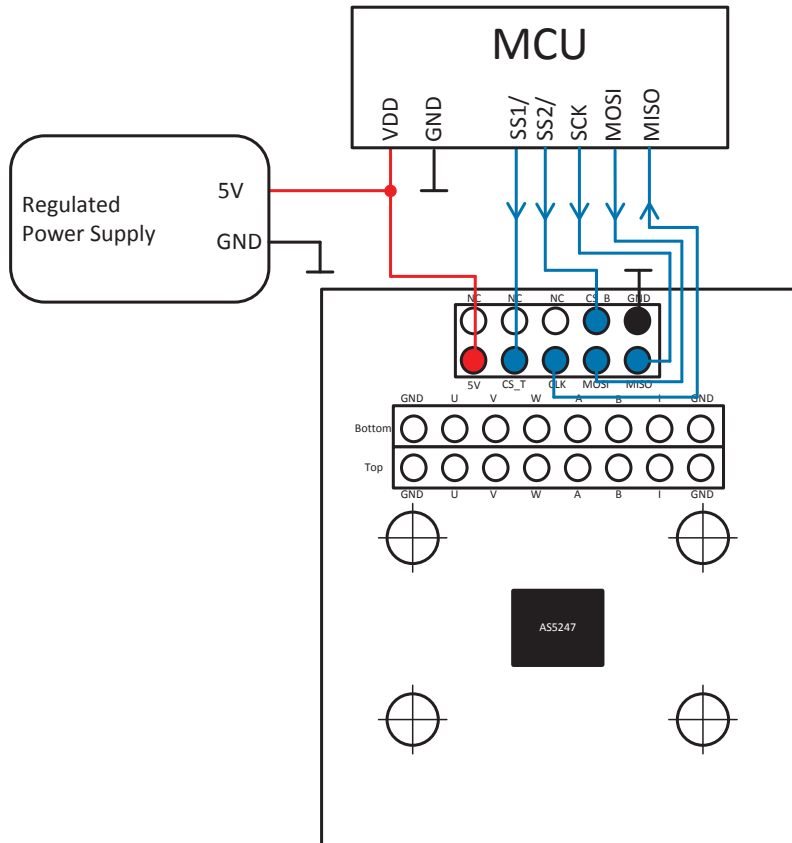 MCU
VDD
GND
SS1/
SS2/
SCK
MOSI
MISO
5V
Regulated
Power Supply
GND
NC NC NC CS_B GND
5V CS_T CLK MOSI MISO
GND U V W A B I GND
Bottom
Top
GND U V W A B I GND
AS5247